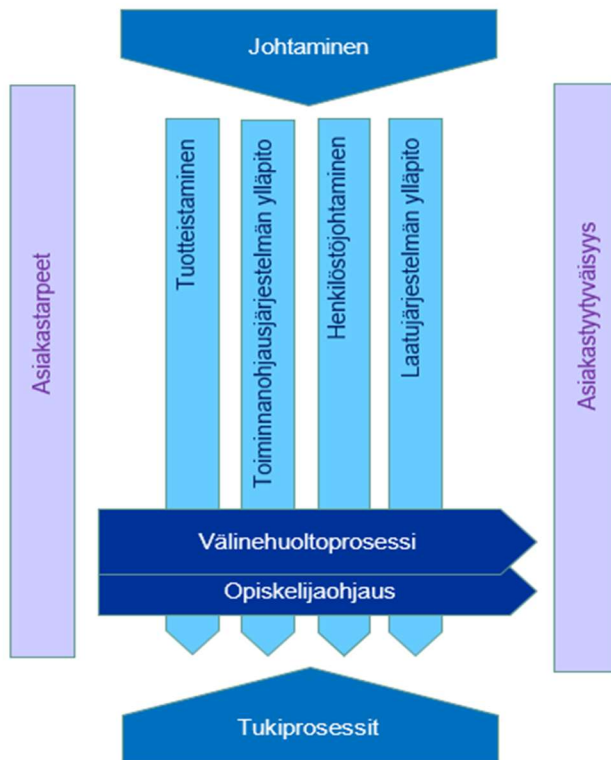 Johtaminen
Asiakastarpeet
Tuotteistaminen
Toiminnanohjausjärjestelmän ylläpito
Henkilöstöjohtaminen
Laatujärjestelmän ylläpito
Asiakastyytyväisyys
Välinehuoltoprosessi
Opiskelijaohjaus
Tukiprosessit